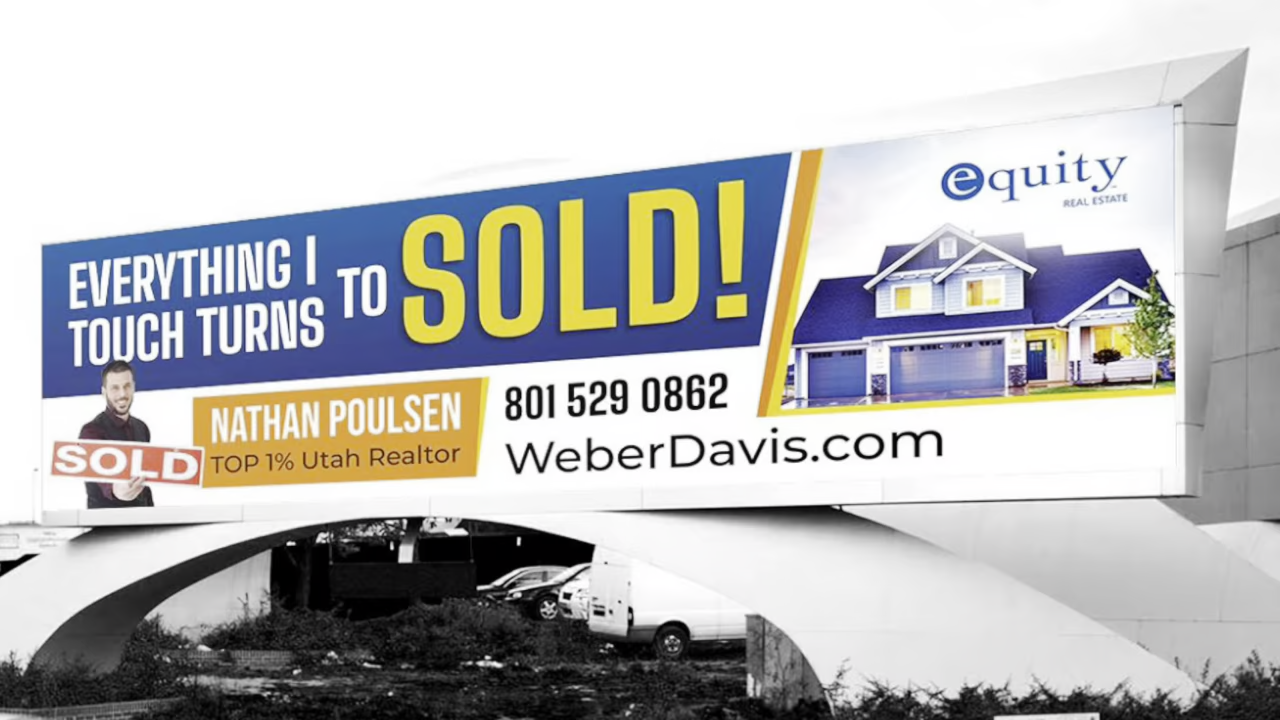 EVERYTHING I
TOUCH TURNS
TO
SOLD!
equity
REAL ESTATE
SOLD
NATHAN POULSEN
TOP 1% Utah Realtor
801 529 0862
WeberDavis.com